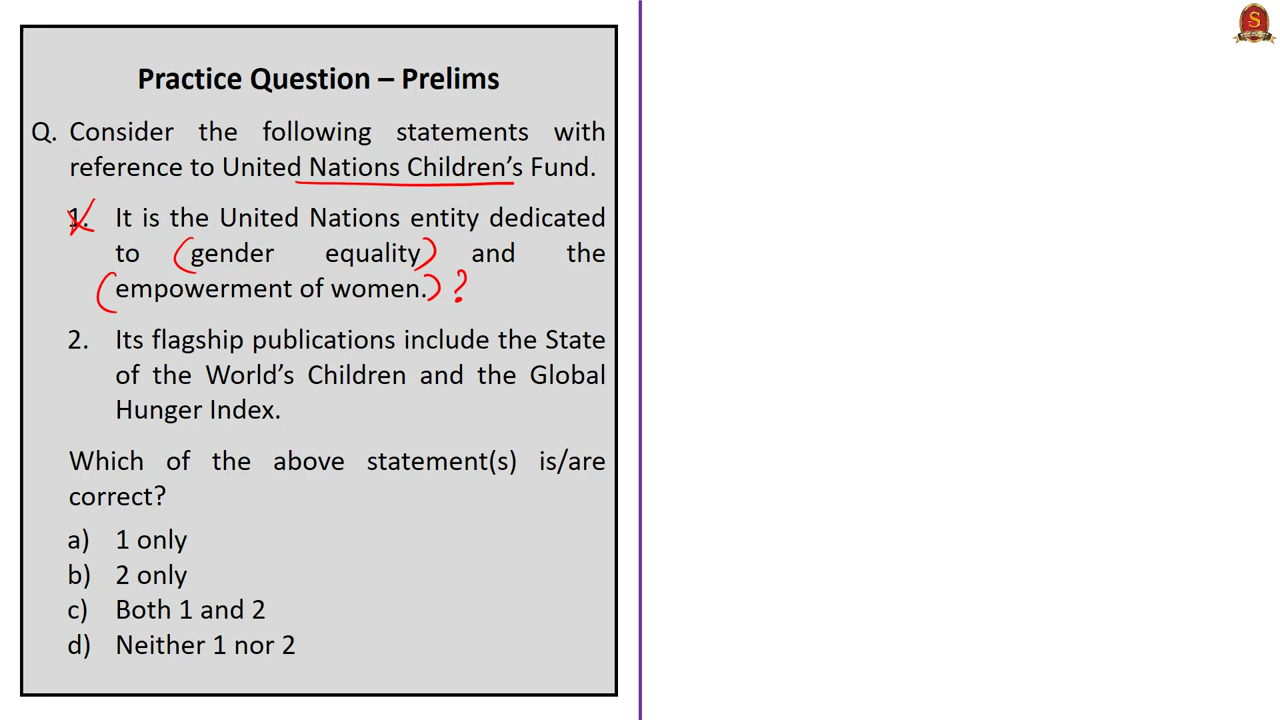 Practice Question – Prelims
Q. Consider the following statements with
reference to United Nations Children's Fund.
1. It is the United Nations entity dedicated
to (gender equality) and the
(empowerment of women.) ?
2. Its flagship publications include the State
of the World's Children and the Global
Hunger Index.
Which of the above statement(s) is/are
correct?
a) 1 only
b) 2 only
c) Both 1 and 2
d) Neither 1 nor 2
S